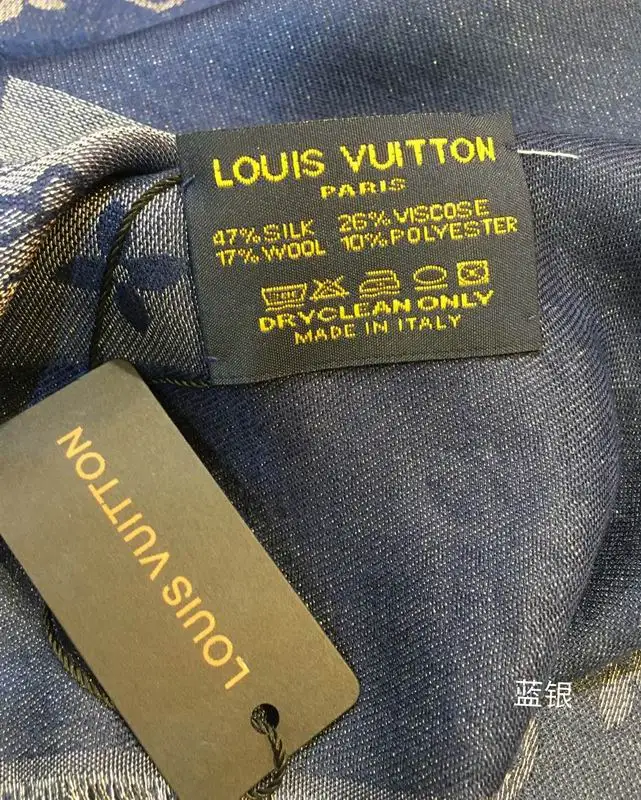 LOUIS VUITTON
PARIS
47%SILK 26%VISCOSE
17%WOOL 10%POLYESTER
DRYCLEAN ONLY
MADE IN ITALY
LOUIS VUITTON
蓝银